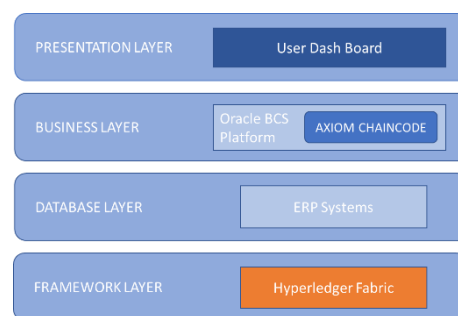 PRESENTATION LAYER
User Dash Board
BUSINESS LAYER
Oracle BCS
Platform
AXIOM CHAINCODE
DATABASE LAYER
ERP Systems
FRAMEWORK LAYER
Hyperledger Fabric